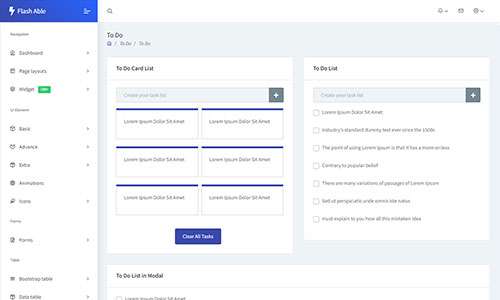 Flash Able
Navigation
Dashboard
Page layouts
Widget 100+
UI Element
Basic
Advance
Extra
Animations
Icons
Forms
Forms
Table
Bootstrap table
Data table
To Do
/ To Do / To Do
To Do Card List
Create your task list
Lorem Ipsum Dolor Sit Amet
Lorem Ipsum Dolor Sit Amet
Lorem Ipsum Dolor Sit Amet
Lorem Ipsum Dolor Sit Amet
Lorem Ipsum Dolor Sit Amet
Lorem Ipsum Dolor Sit Amet
Clear All Tasks
To Do List
Create your task list
Lorem Ipsum Dolor Sit Amet
Industry's standard dummy text ever since the 1500s
The point of using Lorem Ipsum is that it has a more-or-less
Contrary to popular belief
There are many variations of passages of Lorem Ipsum
Sed ut perspiciatis unde omnis iste natus
must explain to you how all this mistaken idea
To Do List in Modal
Lorem Ipsum Dolor Sit Amet